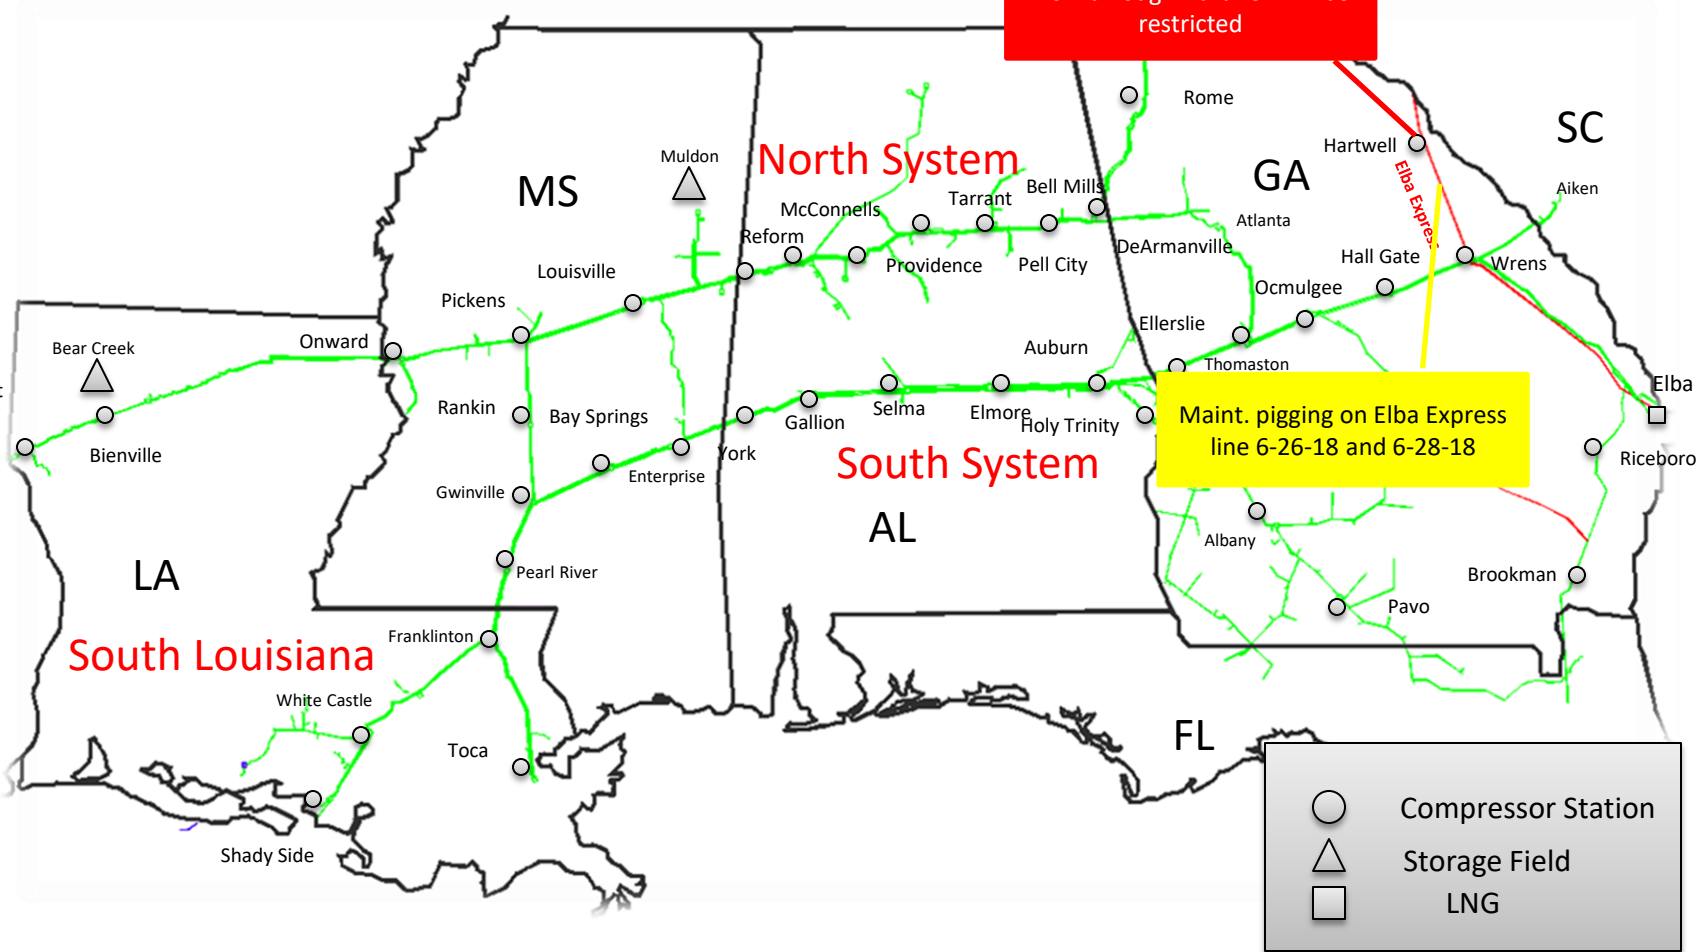 restricted
Rome
Hartwell
SC
Muldon
North System
MS
GA
Elba Express
Aiken
Bell Mills
Tarrant
McConnells
Atlanta
Reform
DeArmanville
Louisville
Providence
Pell City
Hall Gate
Wrens
Pickens
Ocmulgee
Onward
Ellerslie
Bear Creek
Auburn
Thomaston
Elba
Rankin
Bay Springs
Gallion
Selma
Elmore
Holy Trinity
Maint. pigging on Elba Express
line 6-26-18 and 6-28-18
Bienville
York
South System
Riceboro
Enterprise
Gwinville
AL
Albany
LA
Pearl River
Brookman
Pavo
Franklinton
South Louisiana
White Castle
Toca
FL
Shady Side
Compressor Station
Storage Field
LNG